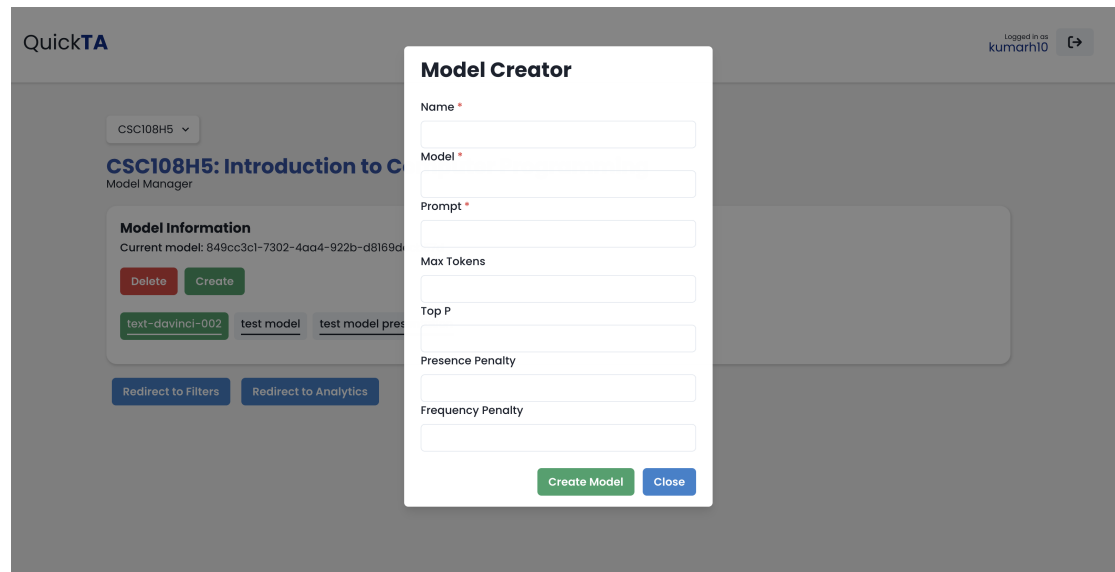 QuickTA
Logged in as
kumarh10
CSC108H5
CSC108H5: Introduction to C
Model Manager
Model Information
Current model: 849cc3c1-7302-4aa4-922b-d8169d
Delete
Create
text-davinci-002
test model
test model pres
Redirect to Filters
Redirect to Analytics
Model Creator
Name *
Model *
Prompt *
Max Tokens
Top P
Presence Penalty
Frequency Penalty
Create Model
Close